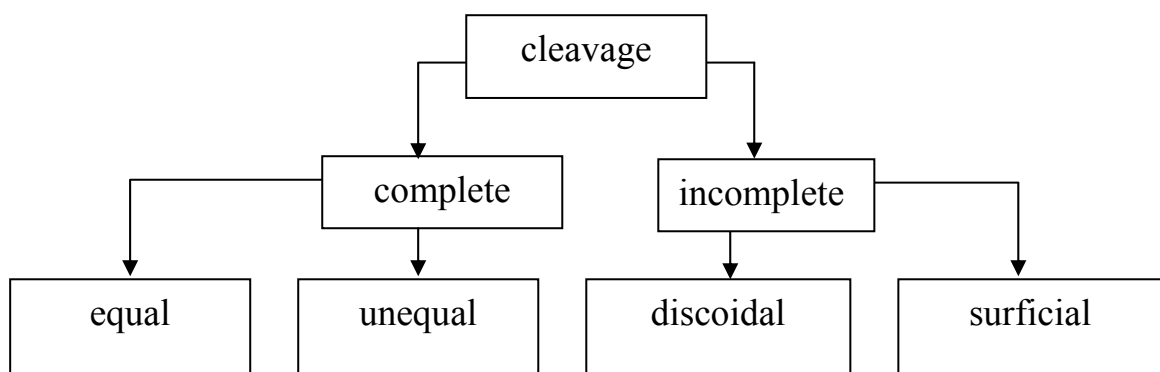 cleavage
complete
incomplete
equal
unequal
discoidal
surficial